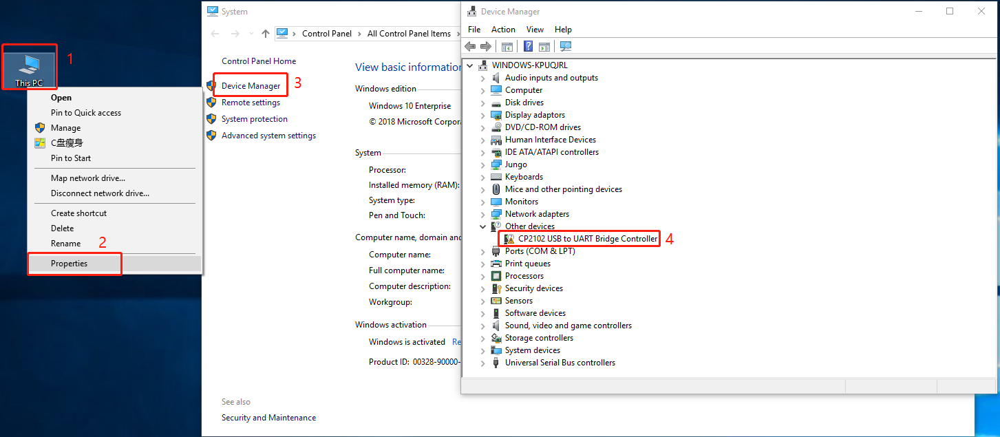 This PC
1
Open
Pin to Quick access
Manage
C盘瘦身
Pin to Start
Map network drive...
Disconnect network drive...
Create shortcut
Delete
Rename
2
Properties
System
Control Panel
All Control Panel Items
Control Panel Home
Device Manager
3
Remote settings
System protection
Advanced system settings
See also
Security and Maintenance
View basic information
Windows edition
Windows 10 Enterprise
© 2018 Microsoft Corpora
System
Processor:
Installed memory (RAM):
System type:
Pen and Touch:
Computer name, domain and
Computer name:
Full computer name:
Computer description:
Workgroup:
Windows activation
Windows is activated Re
Product ID: 00328-90000-
Device Manager
File Action View Help
WINDOWS-KPUQJRL
Audio inputs and outputs
Computer
Disk drives
Display adaptors
DVD/CD-ROM drives
Human Interface Devices
IDE ATA/ATAPI controllers
Jungo
Keyboards
Mice and other pointing devices
Monitors
Network adapters
Other devices
CP2102 USB to UART Bridge Controller
4
Ports (COM & LPT)
Print queues
Processors
Security devices
Sensors
Software devices
Sound, video and game controllers
Storage controllers
System devices
Universal Serial Bus controllers